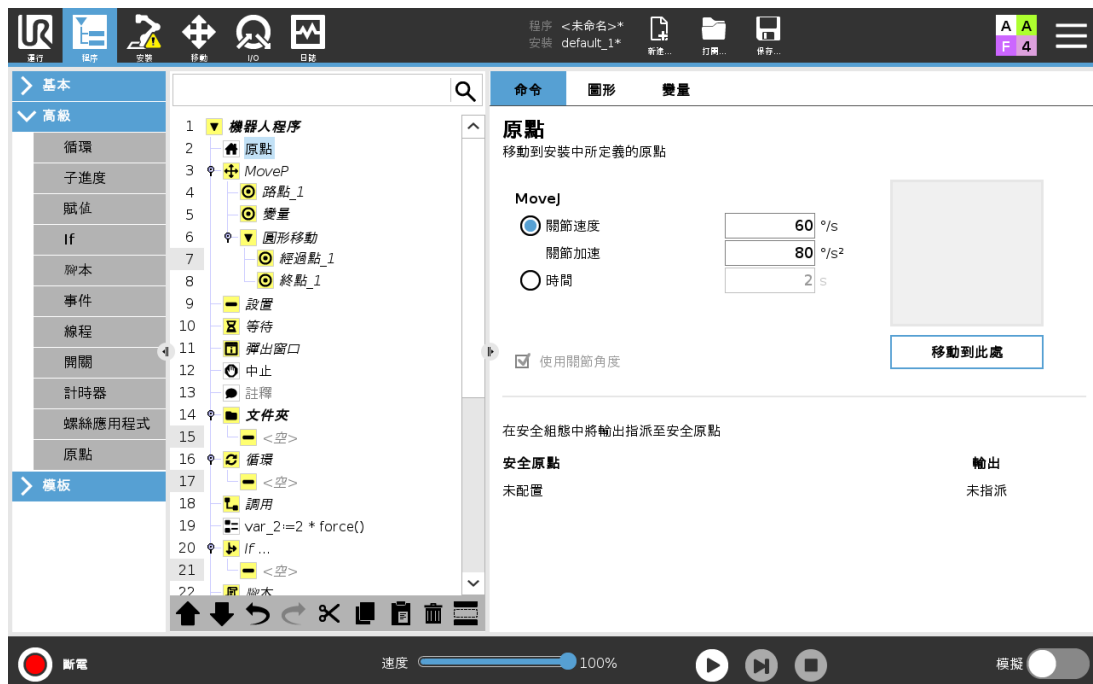 運行
程序
安裝
移動
I/O
日誌
程序 <未命名>*
安裝 default_1*
新建...
打開...
保存...
A A
F 4
基本
高級
循環
子進度
賦值
If
腳本
事件
線程
開關
計時器
螺絲應用程式
原點
模板
1 機器人程序
2 原點
3 MoveP
4 路點_1
5 變量
6 圓形移動
7 經過點_1
8 終點_1
9 設置
10 等待
11 彈出窗口
12 中止
13 註釋
14 文件夾
15 <空>
16 循環
17 <空>
18 調用
19 var_2:=2 * force()
20 If ...
21 <空>
22 腳本
命令 圖形 變量
原點
移動到安裝中所定義的原點
MoveJ
關節速度 60 °/s
關節加速 80 °/s²
時間 2 s
使用關節角度
移動到此處
在安全組態中將輸出指派至安全原點
安全原點 輸出
未配置 未指派
斷電
速度 100%
模擬